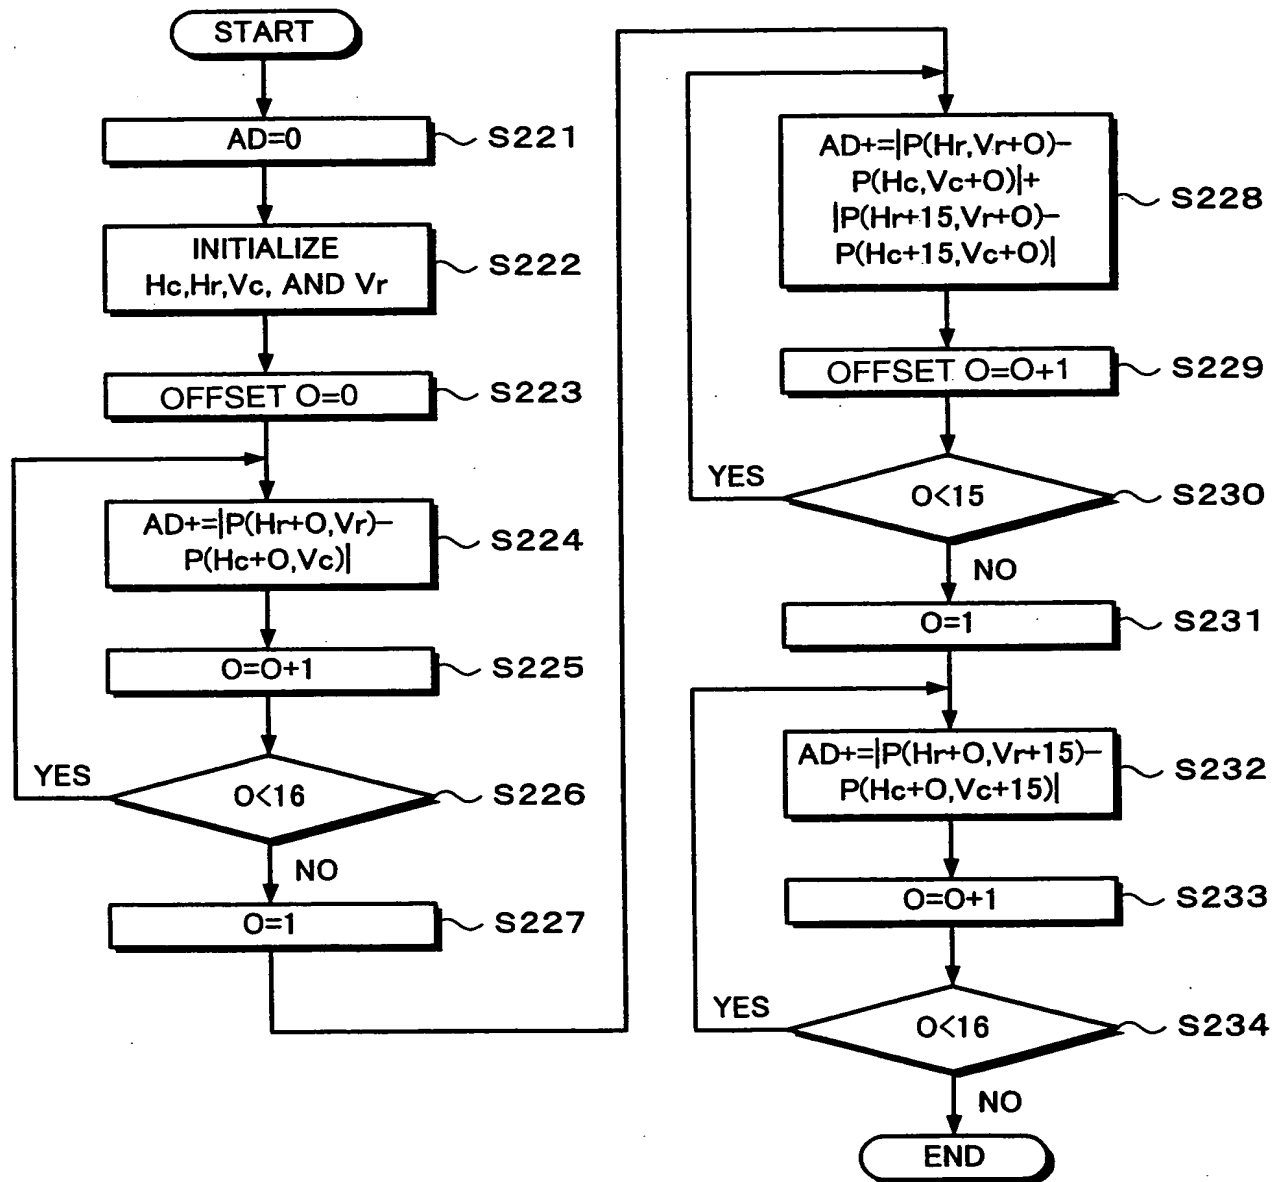 START
AD=0
S221
INITIALIZE
Hc,Hr,Vc, AND Vr
S222
OFFSET O=0
S223
AD+=|P(Hr+O,Vr)-
P(Hc+O,Vc)|
S224
O=O+1
S225
YES
O<16
S226
NO
O=1
S227
AD+=|P(Hr,Vr+O)-
P(Hc,Vc+O)|+
|P(Hr+15,Vr+O)-
P(Hc+15,Vc+O)|
S228
OFFSET O=O+1
S229
YES
O<15
S230
NO
O=1
S231
AD+=|P(Hr+O,Vr+15)-
P(Hc+O,Vc+15)|
S232
O=O+1
S233
YES
O<16
S234
NO
END